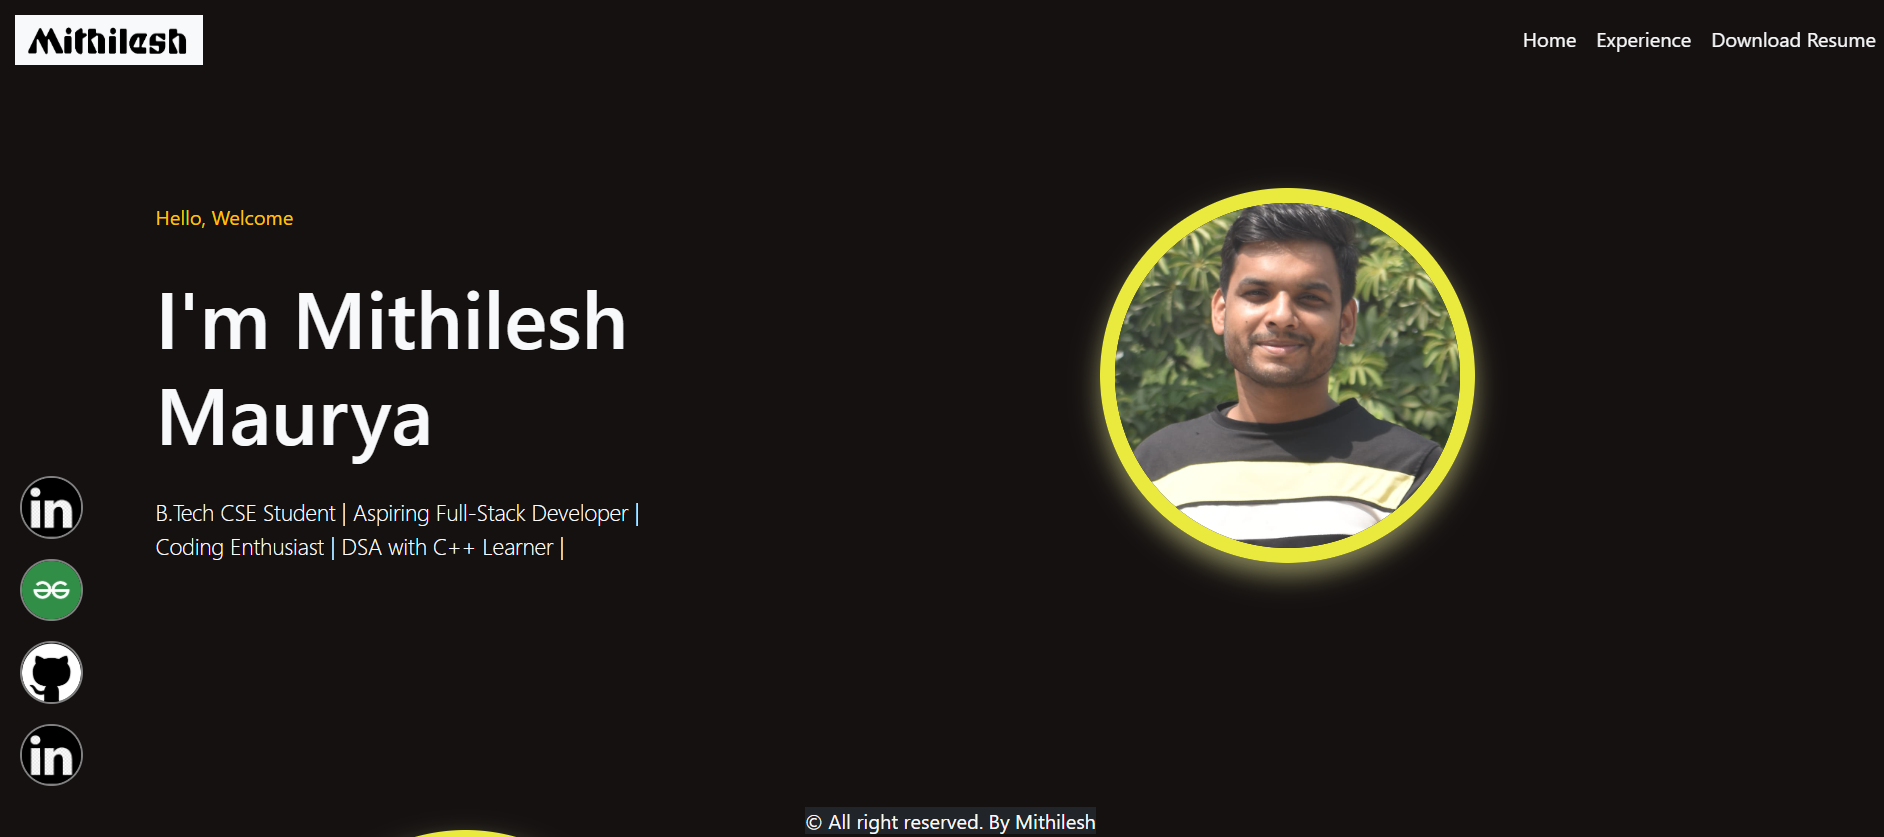 Mithilesh
Home Experience Download Resume
Hello, Welcome
I'm Mithilesh
Maurya
B.Tech CSE Student | Aspiring Full-Stack Developer |
Coding Enthusiast | DSA with C++ Learner |
in
in
© All right reserved. By Mithilesh